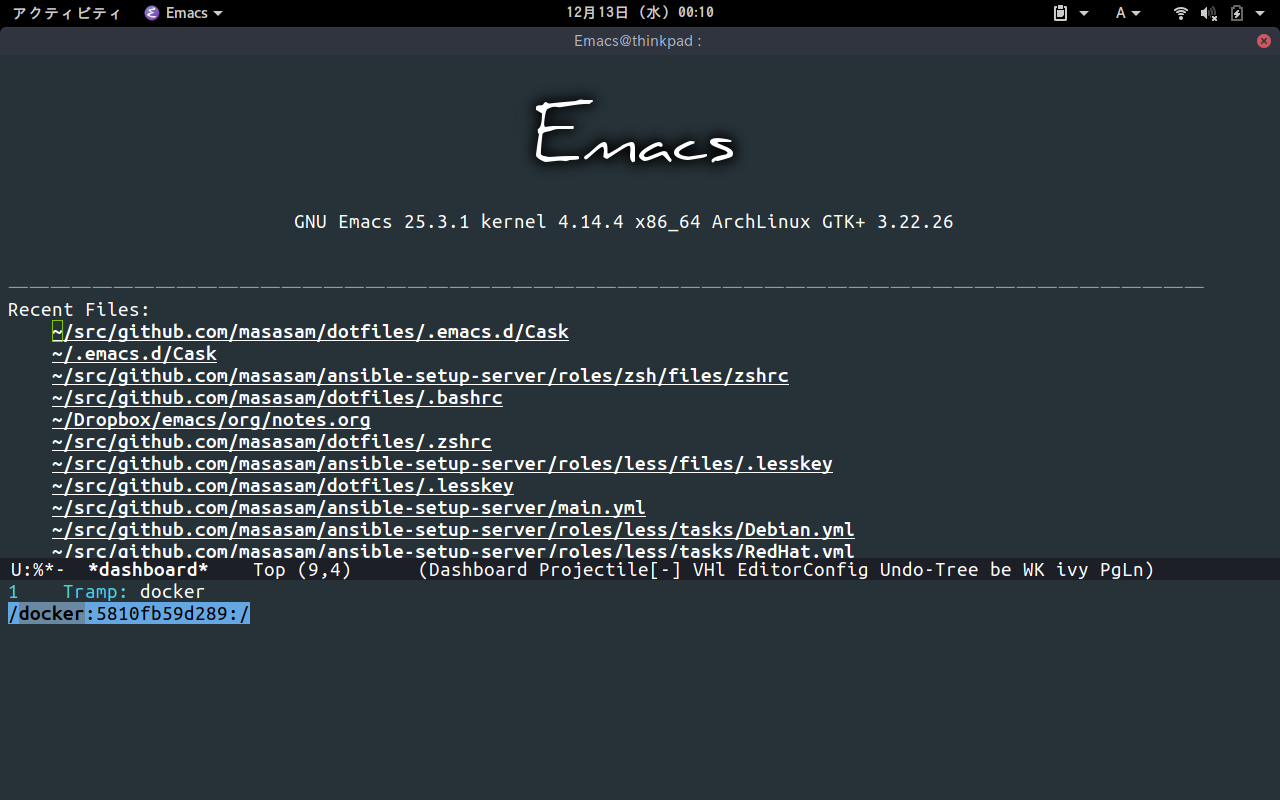 アクティビティ Emacs 12月13日 (水) 00:10 A
Emacs@thinkpad :
Emacs
GNU Emacs 25.3.1 kernel 4.14.4 x86_64 ArchLinux GTK+ 3.22.26
Recent Files:
~/src/github.com/masasam/dotfiles/.emacs.d/Cask
~/.emacs.d/Cask
~/src/github.com/masasam/ansible-setup-server/roles/zsh/files/zshrc
~/src/github.com/masasam/dotfiles/.bashrc
~/Dropbox/emacs/org/notes.org
~/src/github.com/masasam/dotfiles/.zshrc
~/src/github.com/masasam/ansible-setup-server/roles/less/files/.lesskey
~/src/github.com/masasam/dotfiles/.lesskey
~/src/github.com/masasam/ansible-setup-server/main.yml
~/src/github.com/masasam/ansible-setup-server/roles/less/tasks/Debian.yml
~/src/github.com/masasam/ansible-setup-server/roles/less/tasks/RedHat.yml
U:%*- *dashboard* Top (9,4) (Dashboard Projectile[-] VHl EditorConfig Undo-Tree be WK ivy PgLn)
1 Tramp: docker
/docker:5810fb59d289:/